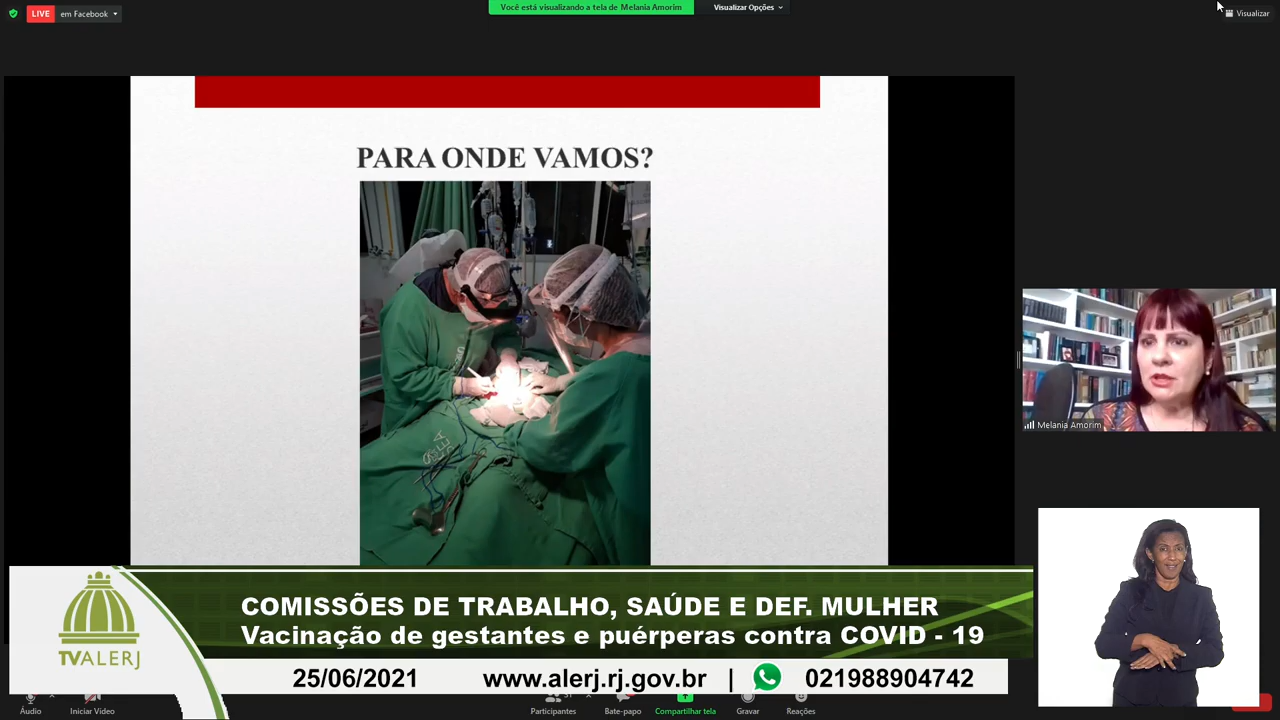 LIVE
em Facebook
Você está visualizando a tela de Melania Amorim
Visualizar Opções
Visualizar
PARA ONDE VAMOS?
Melania Amorim
COMISSÕES DE TRABALHO, SAÚDE E DEF. MULHER
Vacinação de gestantes e puérperas contra COVID - 19
TVALERJ
25/06/2021
www.alerj.rj.gov.br | 021988904742
Áudio
Iniciar Vídeo
Participantes
Bate-papo
Compartilhar tela
Gravar
Reações